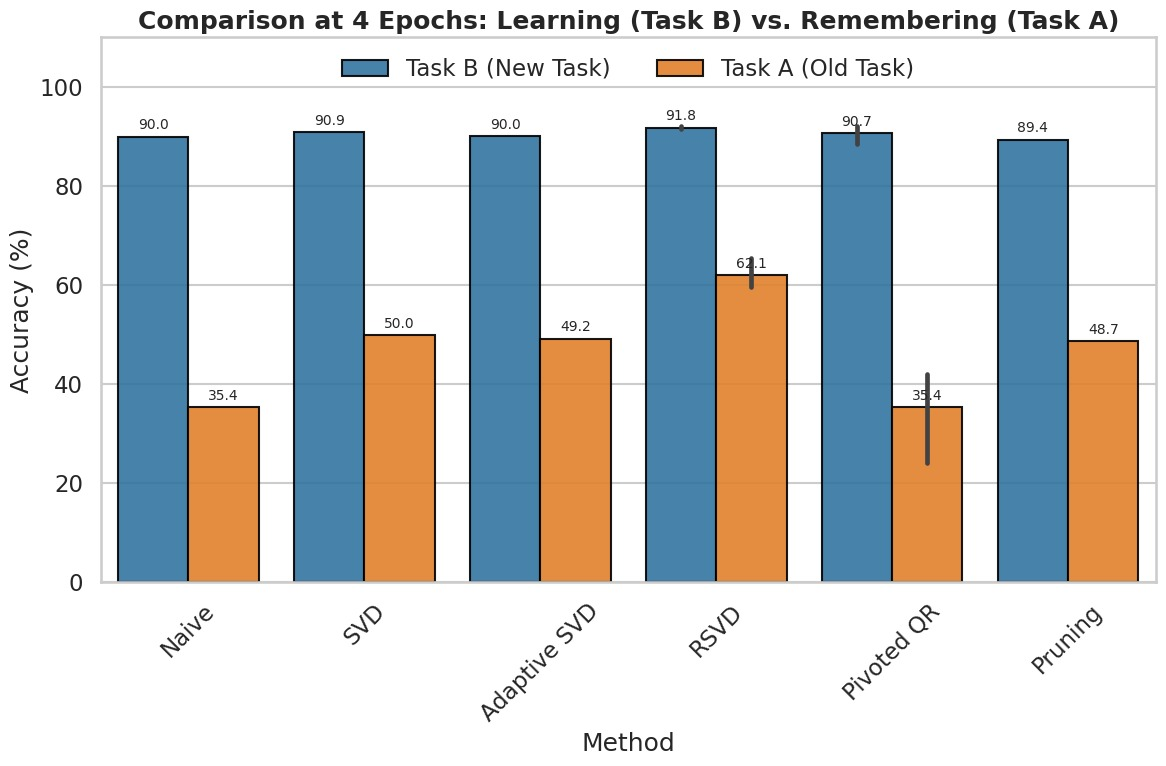 Comparison at 4 Epochs: Learning (Task B) vs. Remembering (Task A)
Task B (New Task) Task A (Old Task)
Accuracy (%)
100
80
60
40
20
0
90.0
35.4
90.9
50.0
90.0
49.2
91.8
62.1
90.7
35.4
89.4
48.7
Naive
SVD
Adaptive SVD
RSVD
Pivoted QR
Pruning
Method